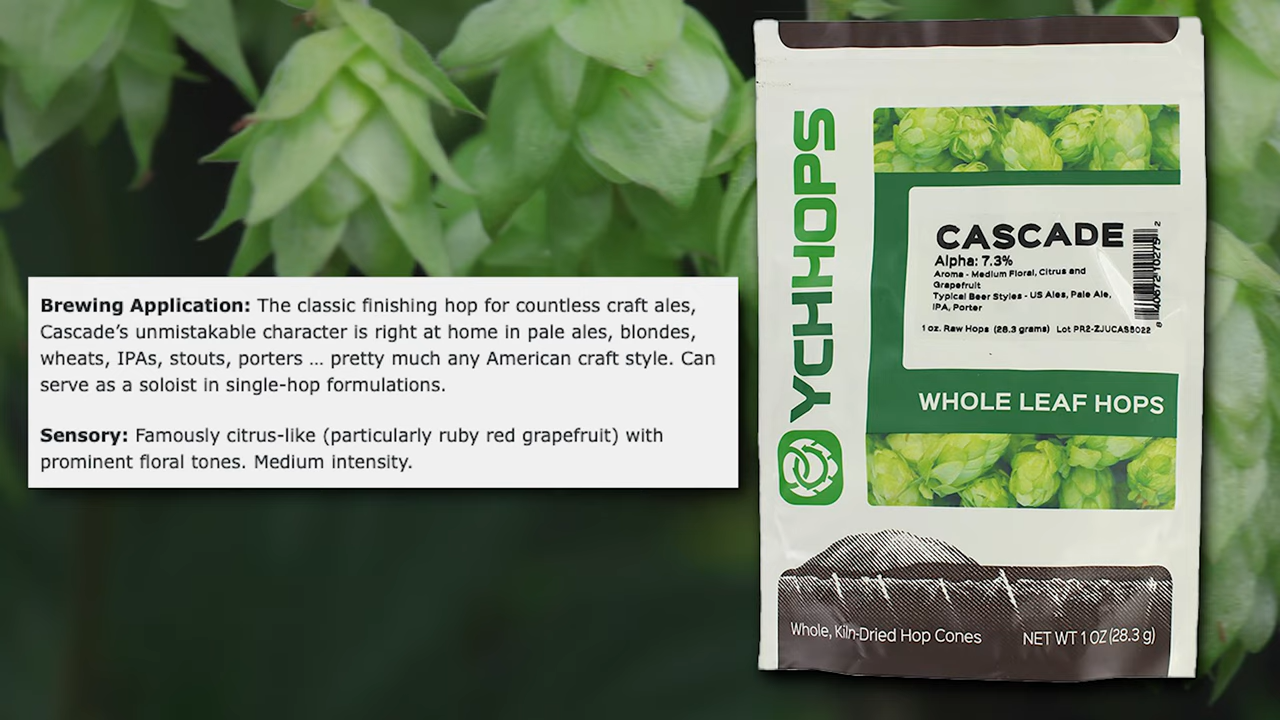 Brewing Application: The classic finishing hop for countless craft ales,
Cascade’s unmistakable character is right at home in pale ales, blondes,
wheats, IPAs, stouts, porters ... pretty much any American craft style. Can
serve as a soloist in single-hop formulations.
Sensory: Famously citrus-like (particularly ruby red grapefruit) with
prominent floral tones. Medium intensity.
YCHHOPS
CASCADE
Alpha: 7.3%
Aroma - Medium Floral, Citrus and
Grapefruit
Typical Beer Styles - US Ales, Pale Ale,
IPA, Porter
1 oz. Raw Hops (28.3 grams) Lot PR2-ZJUCAS8022
WHOLE LEAF HOPS
Whole, Kiln-Dried Hop Cones
NET WT 1 OZ (28.3 g)